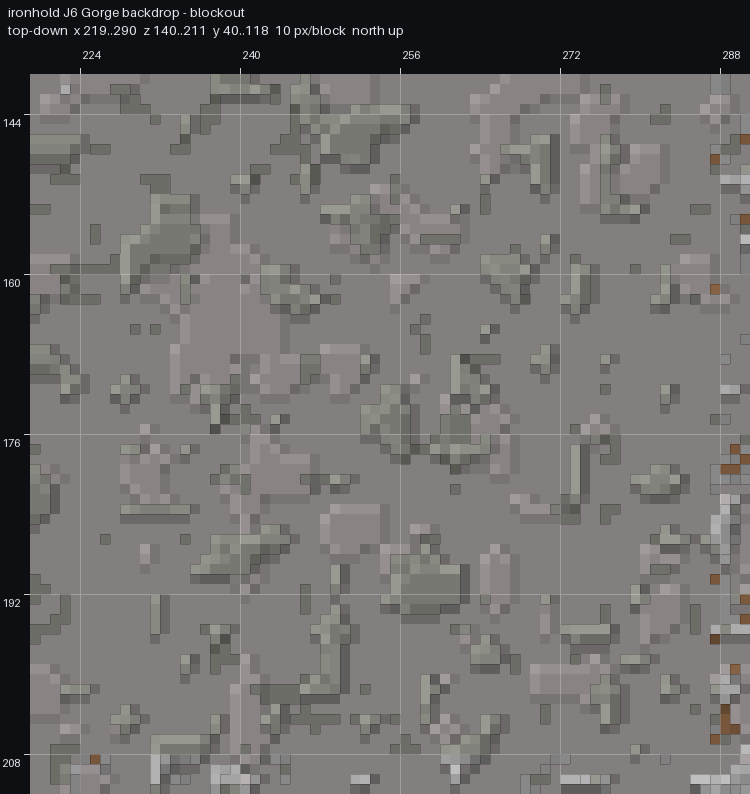 ironhold J6 Gorge backdrop - blockout
top-down  x 219..290  z 140..211  y 40..118  10 px/block  north up
224 240 256 272 288
144
160
176
192
208